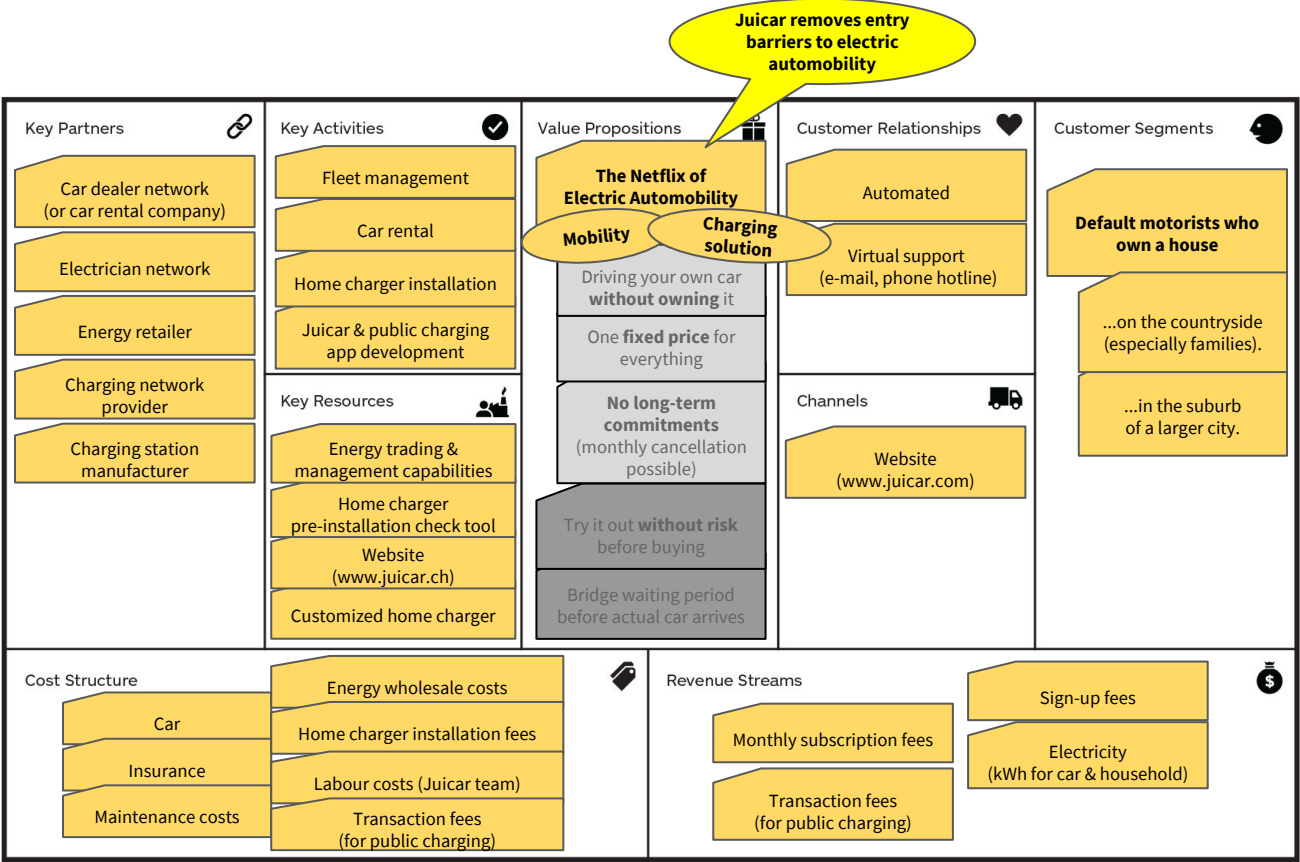 Juicar removes entry
barriers to electric
automobility
Key Partners
Car dealer network
(or car rental company)
Electrician network
Energy retailer
Charging network
provider
Charging station
manufacturer
Key Activities
Fleet management
Car rental
Home charger installation
Juicar & public charging
app development
Key Resources
Energy trading &
management capabilities
Home charger
pre-installation check tool
Website
(www.juicar.ch)
Customized home charger
Value Propositions
The Netflix of
Electric Automobility
Mobility
Charging
solution
Driving your own car
without owning it
One fixed price for
everything
No long-term
commitments
(monthly cancellation
possible)
Try it out without risk
before buying
Bridge waiting period
before actual car arrives
Customer Relationships
Automated
Virtual support
(e-mail, phone hotline)
Channels
Website
(www.juicar.com)
Customer Segments
Default motorists who
own a house
...on the countryside
(especially families).
...in the suburb
of a larger city.
Cost Structure
Car
Insurance
Maintenance costs
Energy wholesale costs
Home charger installation fees
Labour costs (Juicar team)
Transaction fees
(for public charging)
Revenue Streams
Monthly subscription fees
Transaction fees
(for public charging)
Sign-up fees
Electricity
(kWh for car & household)
$